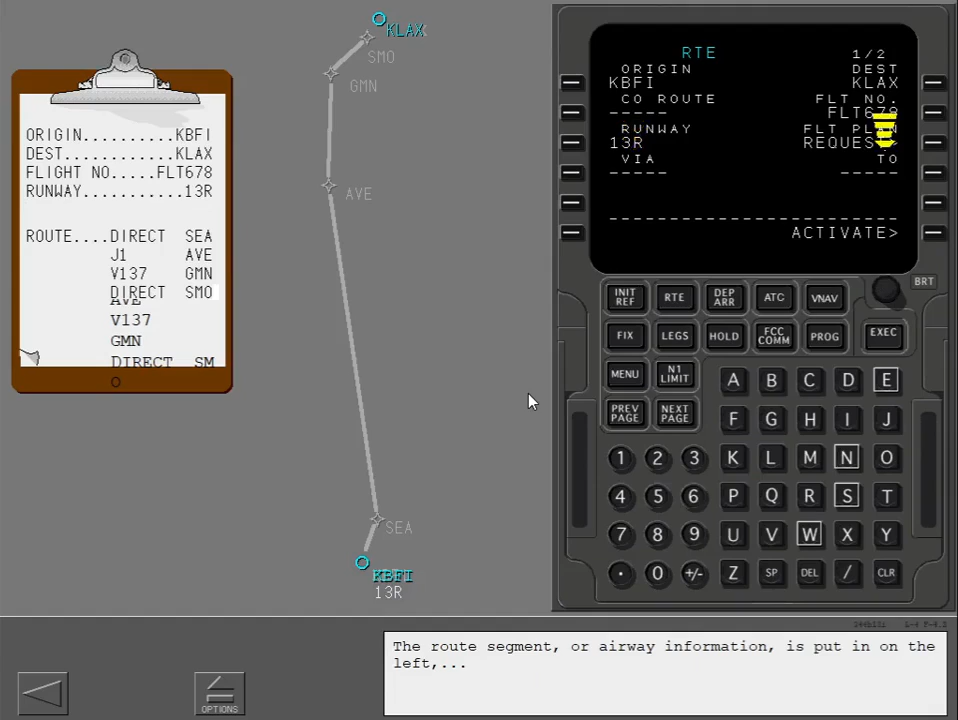 ORIGIN..........KBFI
DEST............KLAX
FLIGHT NO.....FLT678
RUNWAY...........13R
ROUTE....DIRECT SEA
J1 AVE
V137 GMN
DIRECT SMO
AVE
V137
GMN
DIRECT SM
O
KLAX
SMO
GMN
AVE
SEA
KBFI
13R
RTE 1/2
ORIGIN DEST
KBFI KLAX
CO ROUTE FLT NO.
----- FLT678
RUNWAY FLT PLAN
13R REQUEST>
VIA TO
----- -----
--------------------------
ACTIVATE>
BRT
INIT REF RTE DEP ARR ATC VNAV
FIX LEGS HOLD FCC COMM PROG EXEC
MENU N1 LIMIT
PREV PAGE NEXT PAGE
A B C D E
F G H I J
1 2 3 K L M N O
4 5 6 P Q R S T
7 8 9 U V W X Y
. 0 +/- Z SP DEL / CLR
The route segment, or airway information, is put in on the
left,...
OPTIONS